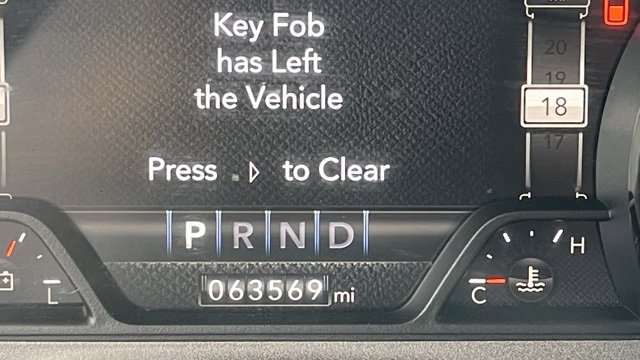 Key Fob
has Left
the Vehicle
20
19
18
17
Press ▷ to Clear
P R N D
H
L
C
063569 mi